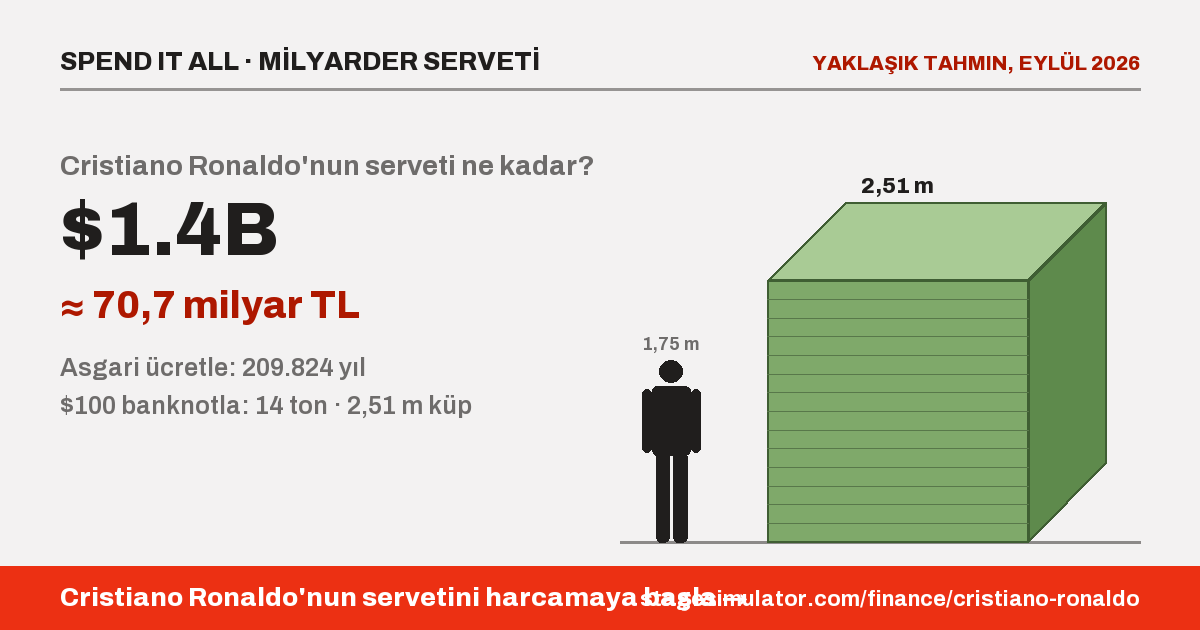 SPEND IT ALL · MİLYARDER SERVETİ
YAKLAŞIK TAHMIN, EYLÜL 2026
Cristiano Ronaldo'nun serveti ne kadar?
$1.4B
≈ 70,7 milyar TL
Asgari ücretle: 209.824 yıl
$100 banknotla: 14 ton · 2,51 m küp
2,51 m
1,75 m
Cristiano Ronaldo'nun servetini harcamaya
simulator.com/finance/cristiano-ronaldo